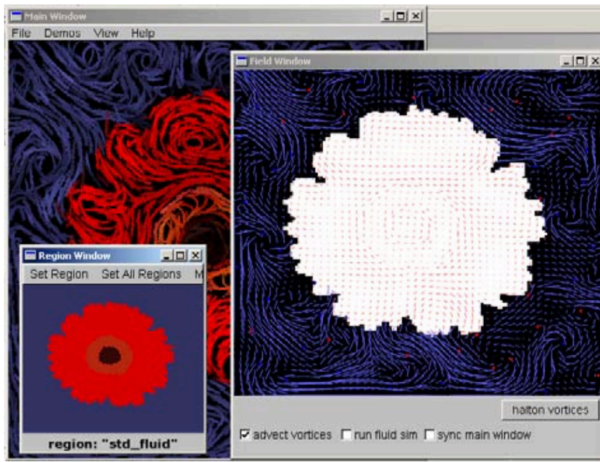 Main Window
File Demos View Help
Field Window
Region Window
Set Region Set All Regions M
region: "std_fluid"
halton vortices
advect vortices run fluid sim sync main window